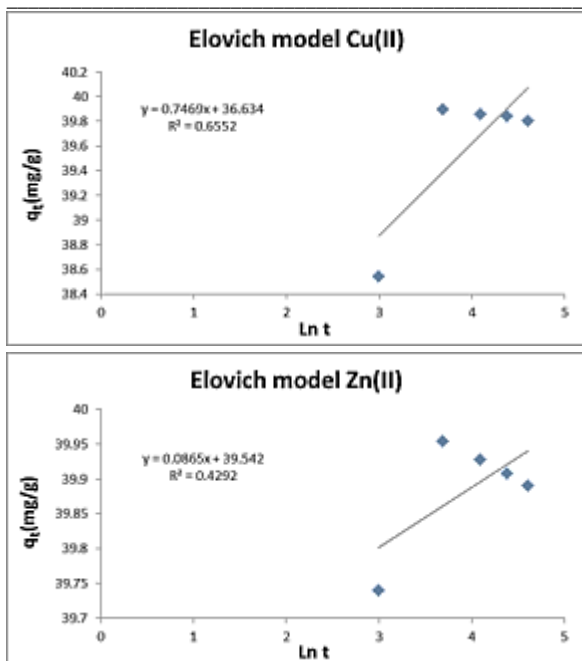 Elovich model Cu(II)
40.2
40
39.8
39.6
39.4
39.2
39
38.8
38.6
38.4
y = 0.7469x + 36.634
R² = 0.6552
qt(mg/g)
0 1 2 3 4 5
Ln t
Elovich model Zn(II)
40
39.95
39.9
39.85
39.8
39.75
39.7
y = 0.0865x + 39.542
R² = 0.4292
qt(mg/g)
0 1 2 3 4 5
Ln t